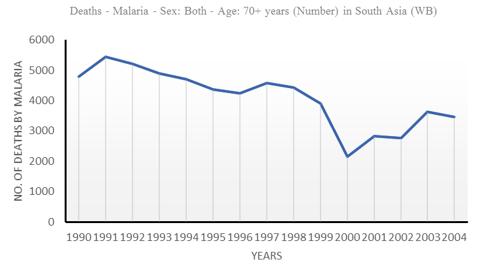 Deaths - Malaria - Sex: Both - Age: 70+ years (Number) in South Asia (WB)
6000
5000
4000
3000
2000
1000
0
NO. OF DEATHS BY MALARIA
1990 1991 1992 1993 1994 1995 1996 1997 1998 1999 2000 2001 2002 2003 2004
YEARS